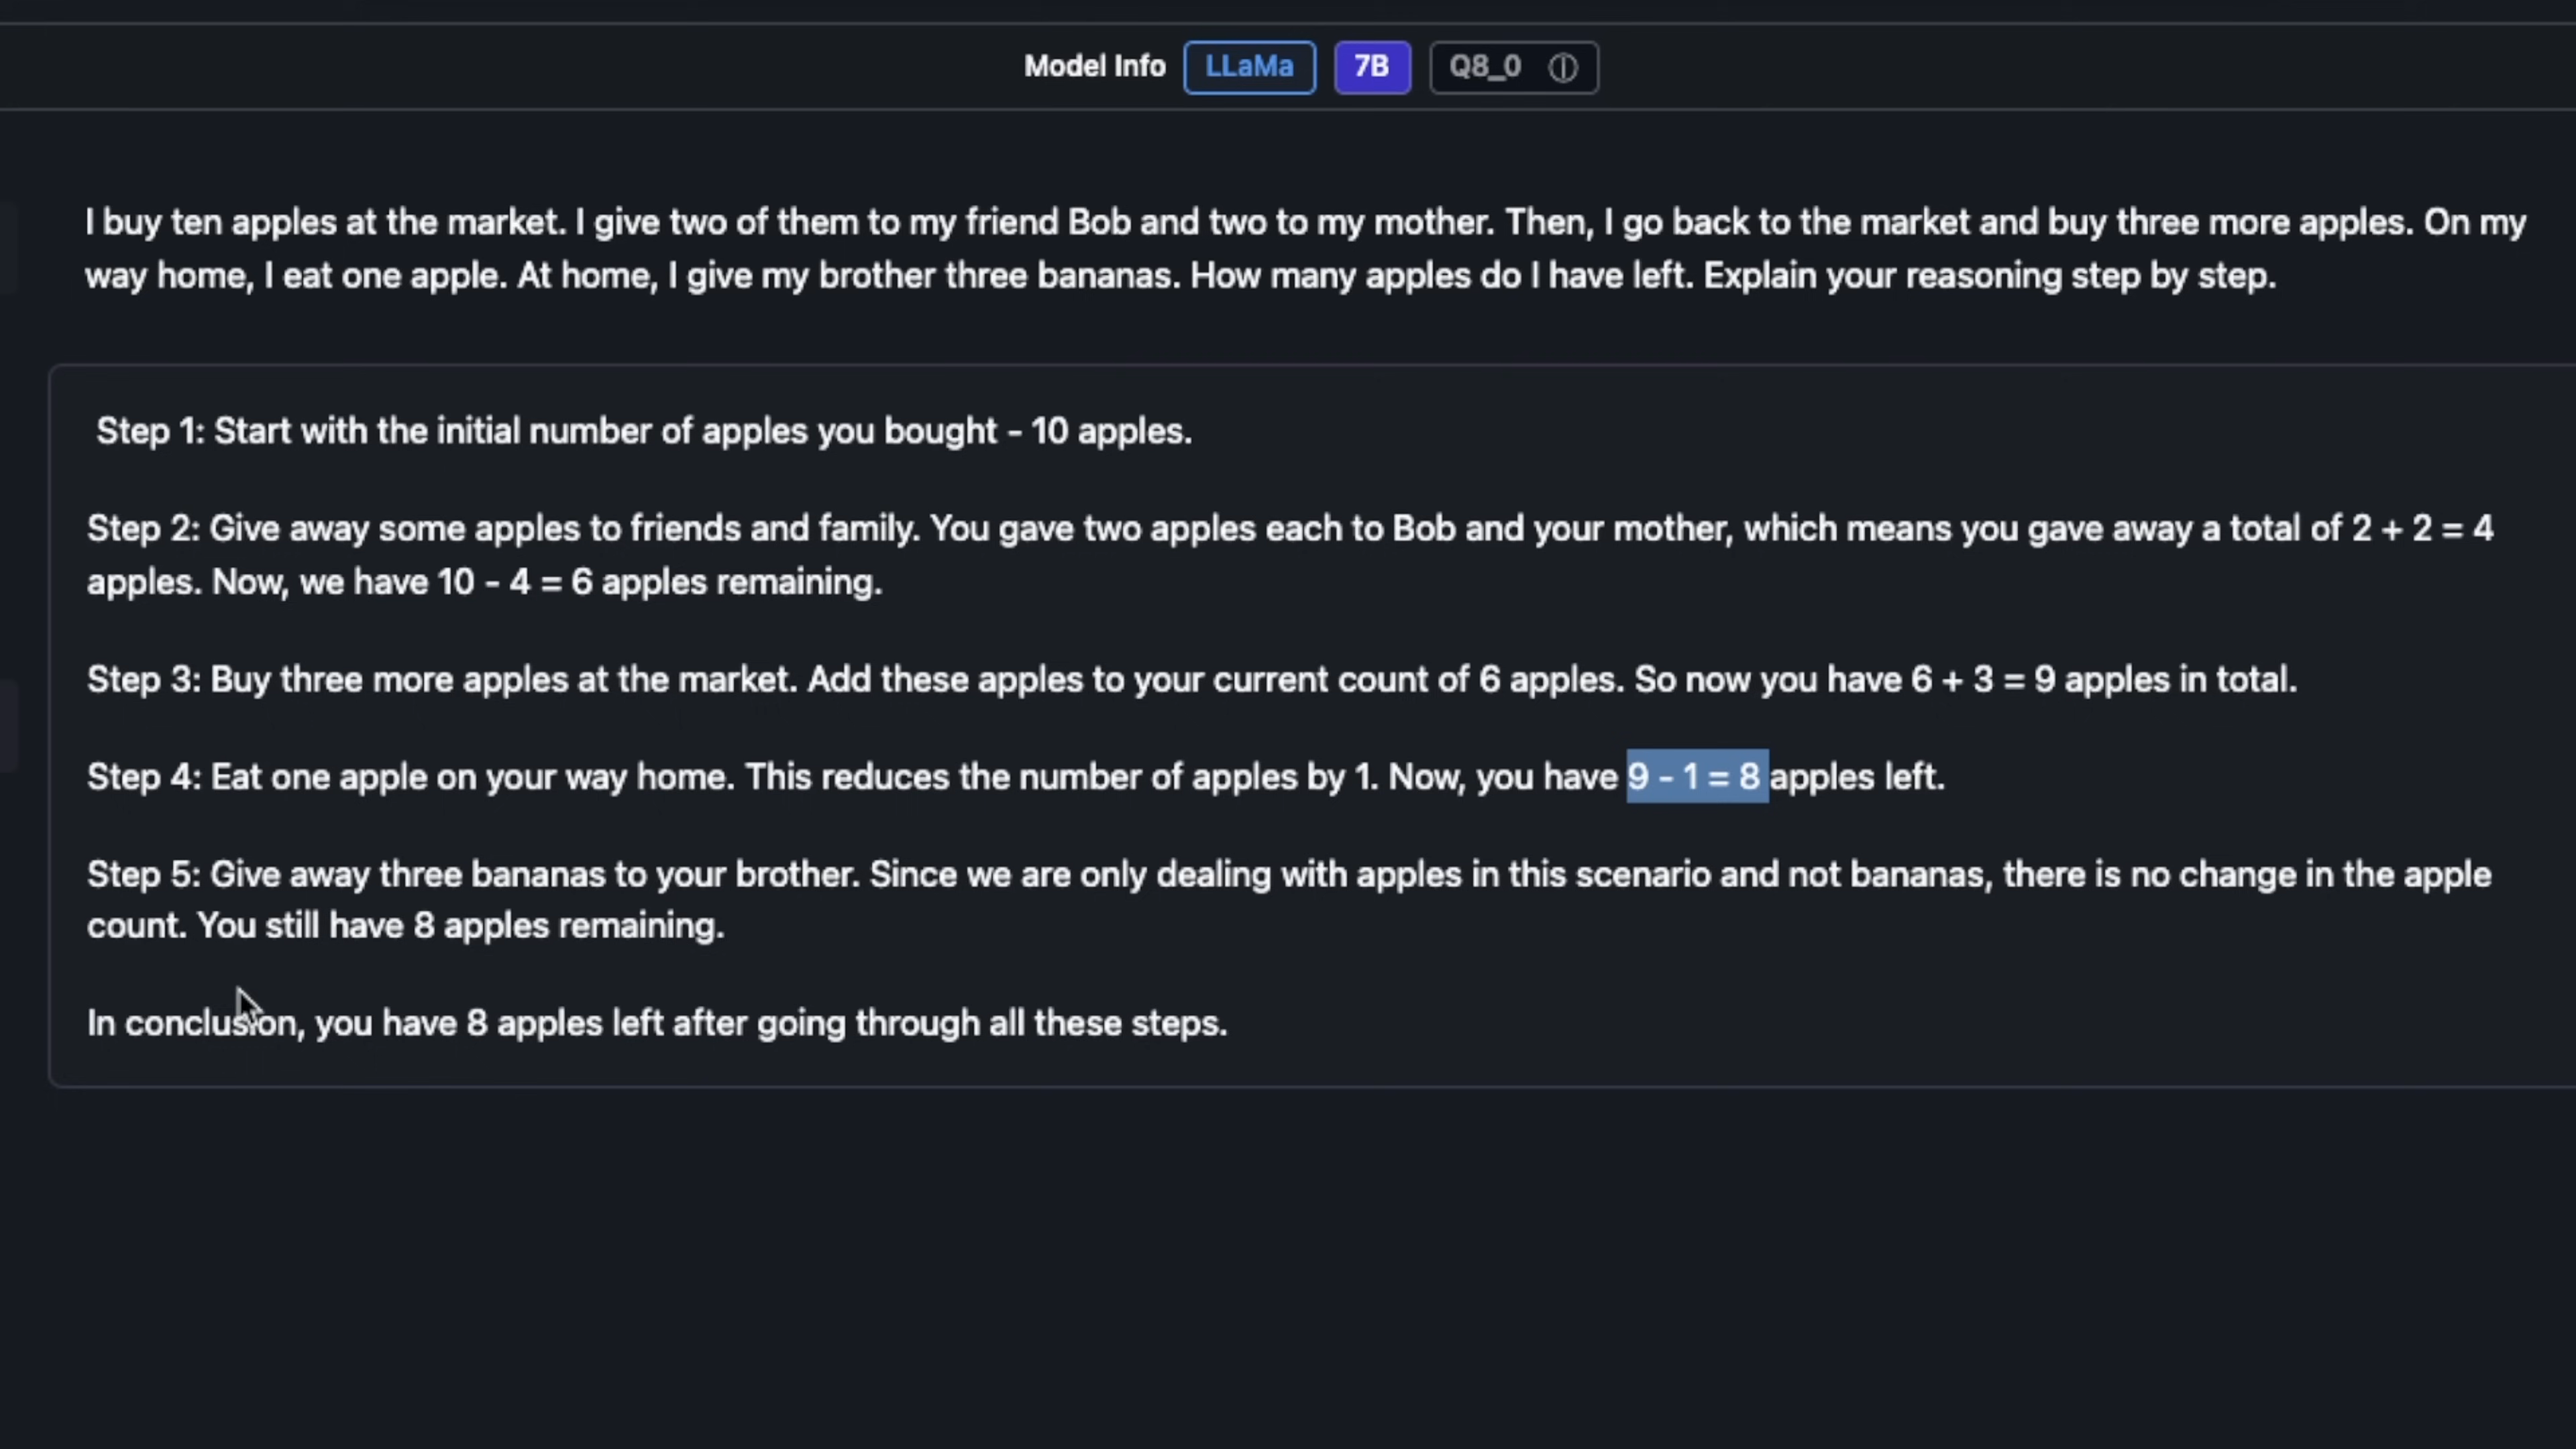 Model Info LLaMa 7B Q8_0
I buy ten apples at the market. I give two of them to my friend Bob and two to my mother. Then, I go back to the market and buy three more apples. On my
way home, I eat one apple. At home, I give my brother three bananas. How many apples do I have left. Explain your reasoning step by step.
Step 1: Start with the initial number of apples you bought - 10 apples.
Step 2: Give away some apples to friends and family. You gave two apples each to Bob and your mother, which means you gave away a total of 2 + 2 = 4
apples. Now, we have 10 - 4 = 6 apples remaining.
Step 3: Buy three more apples at the market. Add these apples to your current count of 6 apples. So now you have 6 + 3 = 9 apples in total.
Step 4: Eat one apple on your way home. This reduces the number of apples by 1. Now, you have 9 - 1 = 8 apples left.
Step 5: Give away three bananas to your brother. Since we are only dealing with apples in this scenario and not bananas, there is no change in the apple
count. You still have 8 apples remaining.
In conclusion, you have 8 apples left after going through all these steps.